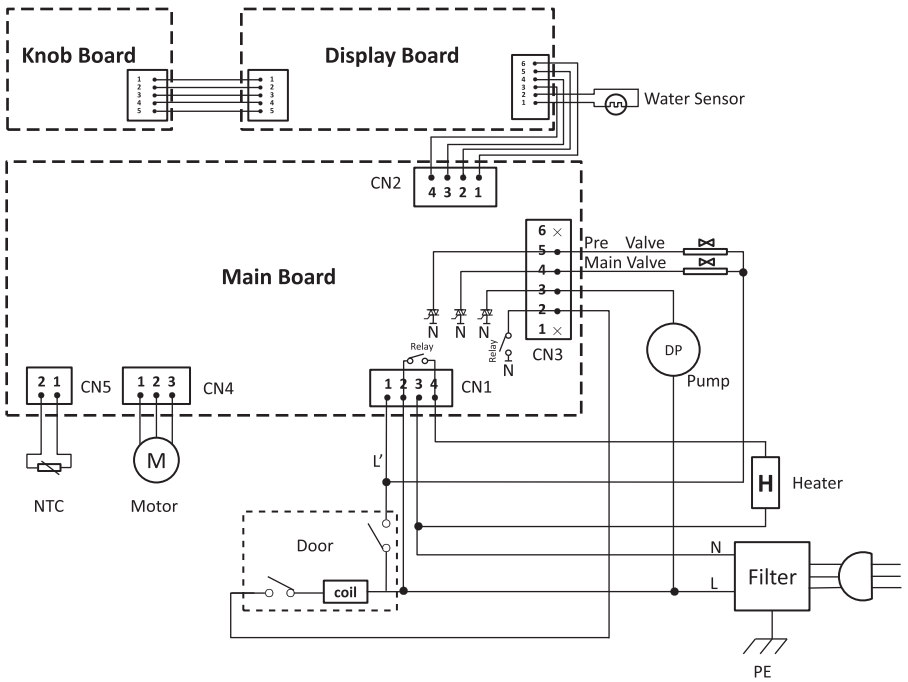 Knob Board
1
2
3
4
5
Display Board
1
2
3
4
5
6
5
4
3
2
1
Water Sensor
CN2
4 3 2 1
Main Board
6
5
4
3
2
1
CN3
Pre Valve
Main Valve
N
N
N
Relay
N
Relay
1 2 3 4
CN1
DP
Pump
2 1
CN5
1 2 3
CN4
M
NTC
Motor
L’
H
Heater
Door
coil
N
L
Filter
PE